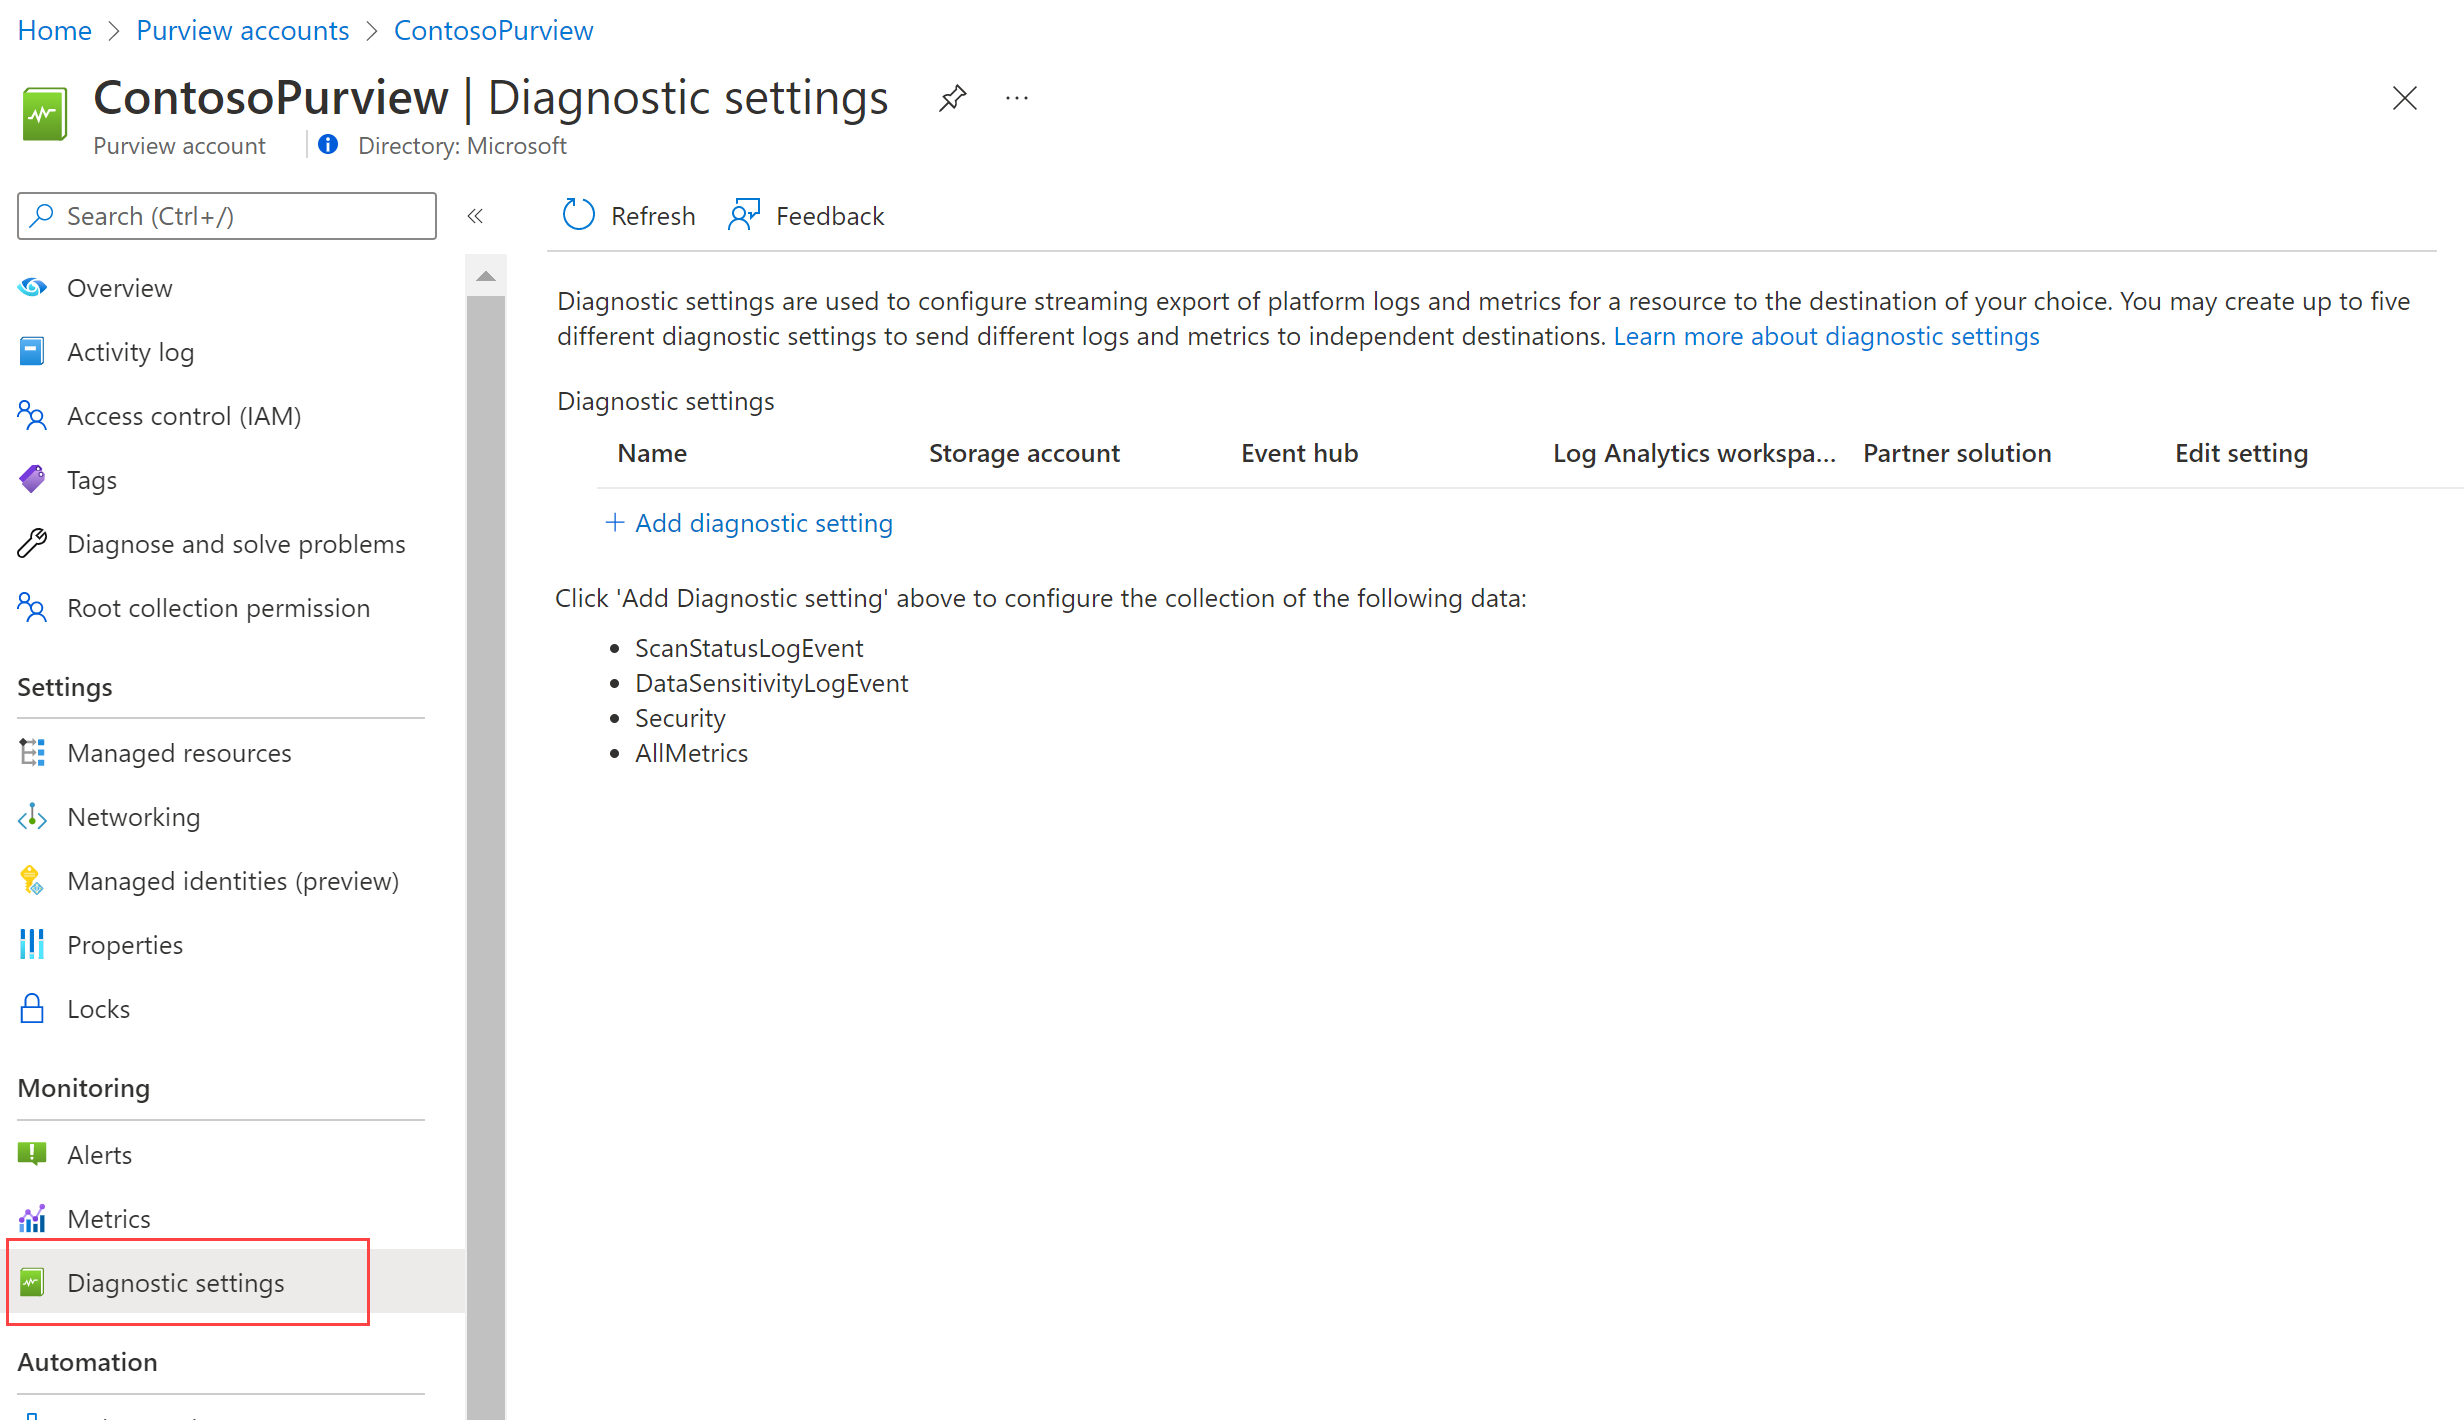 Home > Purview accounts > ContosoPurview
ContosoPurview | Diagnostic settings
Purview account
Directory: Microsoft
Search (Ctrl+/)
Overview
Activity log
Access control (IAM)
Tags
Diagnose and solve problems
Root collection permission
Settings
Managed resources
Networking
Managed identities (preview)
Properties
Locks
Monitoring
Alerts
Metrics
Diagnostic settings
Automation
Refresh
Feedback
Diagnostic settings are used to configure streaming export of platform logs and metrics for a resource to the destination of your choice. You may create up to five
different diagnostic settings to send different logs and metrics to independent destinations. Learn more about diagnostic settings
Diagnostic settings
Name Storage account Event hub Log Analytics workspa... Partner solution Edit setting
+ Add diagnostic setting
Click 'Add Diagnostic setting' above to configure the collection of the following data:
• ScanStatusLogEvent
• DataSensitivityLogEvent
• Security
• AllMetrics